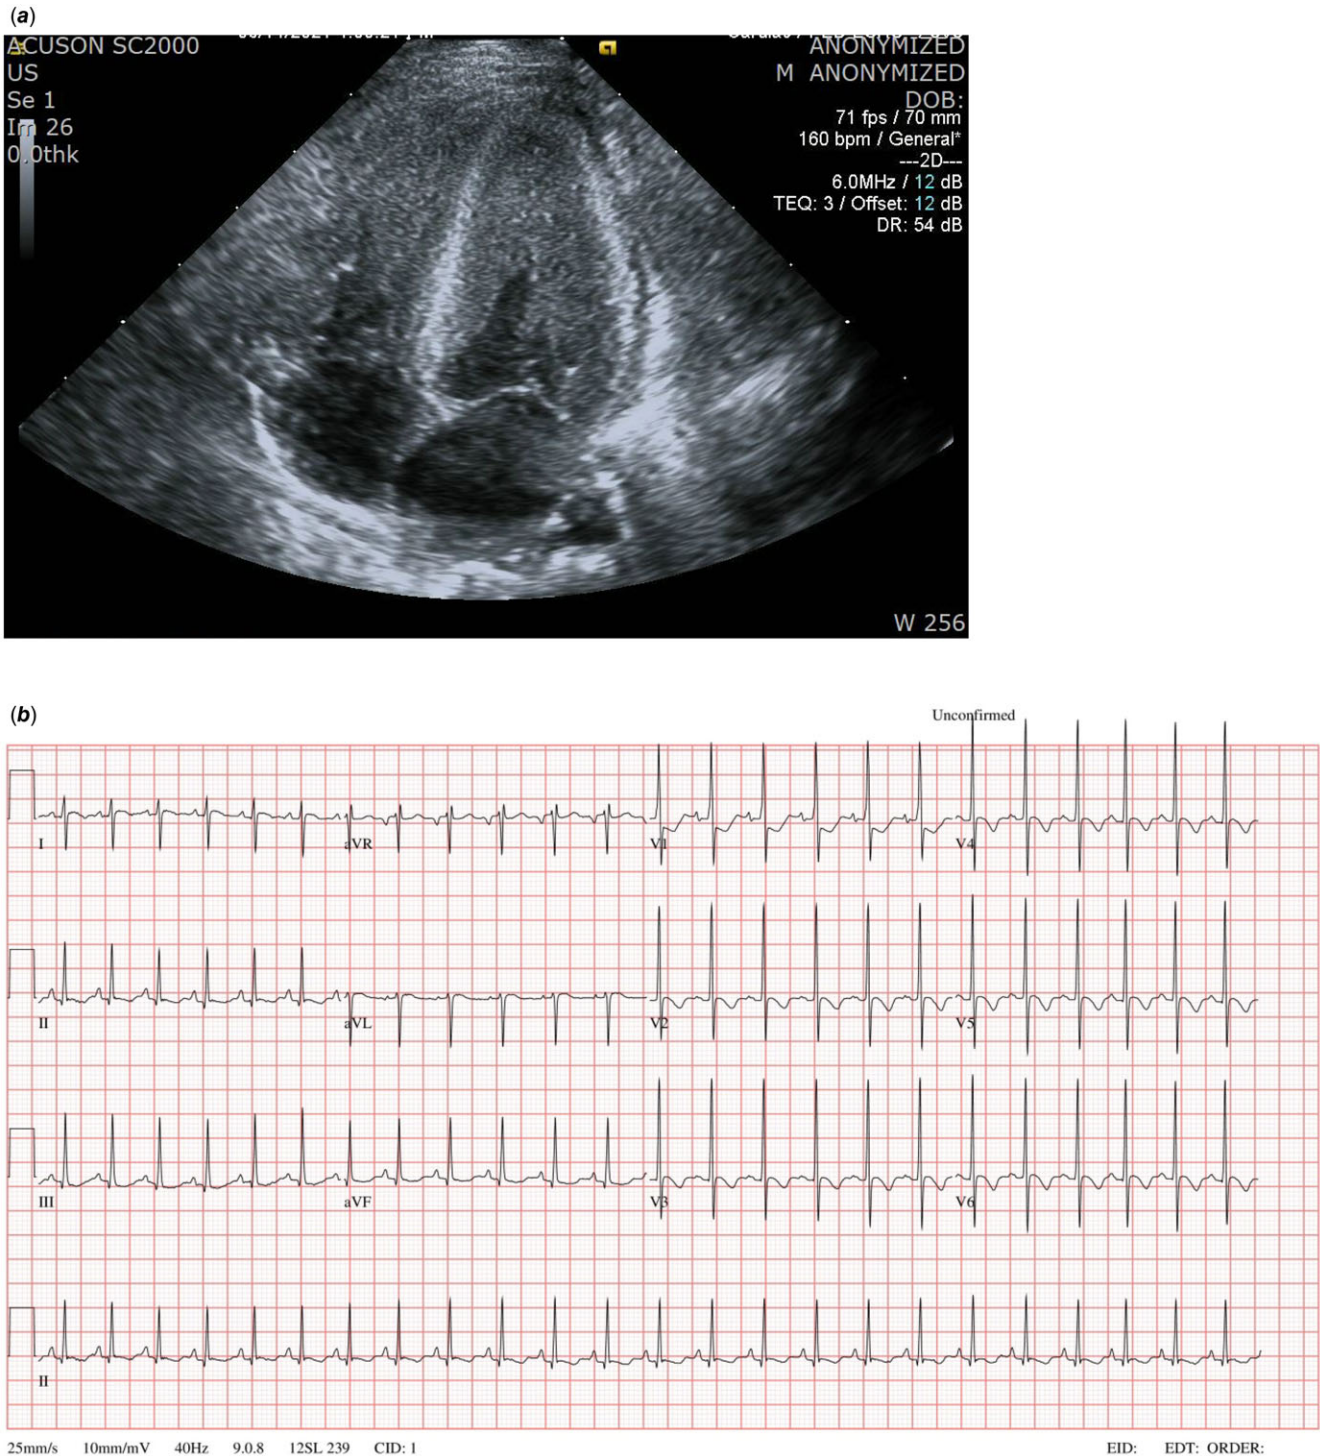 (a)
ACUSON SC2000
US
Se 1
Im 26
0.0thk
ANONYMIZED
M ANONYMIZED
DOB:
71 fps / 70 mm
160 bpm / General*
---2D---
6.0MHz / 12 dB
TEQ: 3 / Offset: 12 dB
DR: 54 dB
W 256
(b)
Unconfirmed
I aVR V1 V4
II aVL V2 V5
III aVF V3 V6
II
25mm/s 10mm/mV 40Hz 9.0.8 12SL 239 CID: 1 EID: EDT: ORDER: